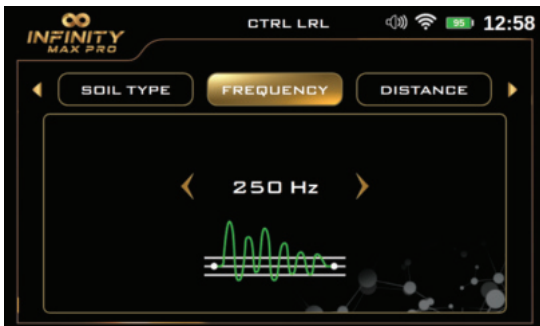 INFINITY
MAX PRO
CTRL LRL
95
12:58
SOIL TYPE
FREQUENCY
DISTANCE
250 Hz